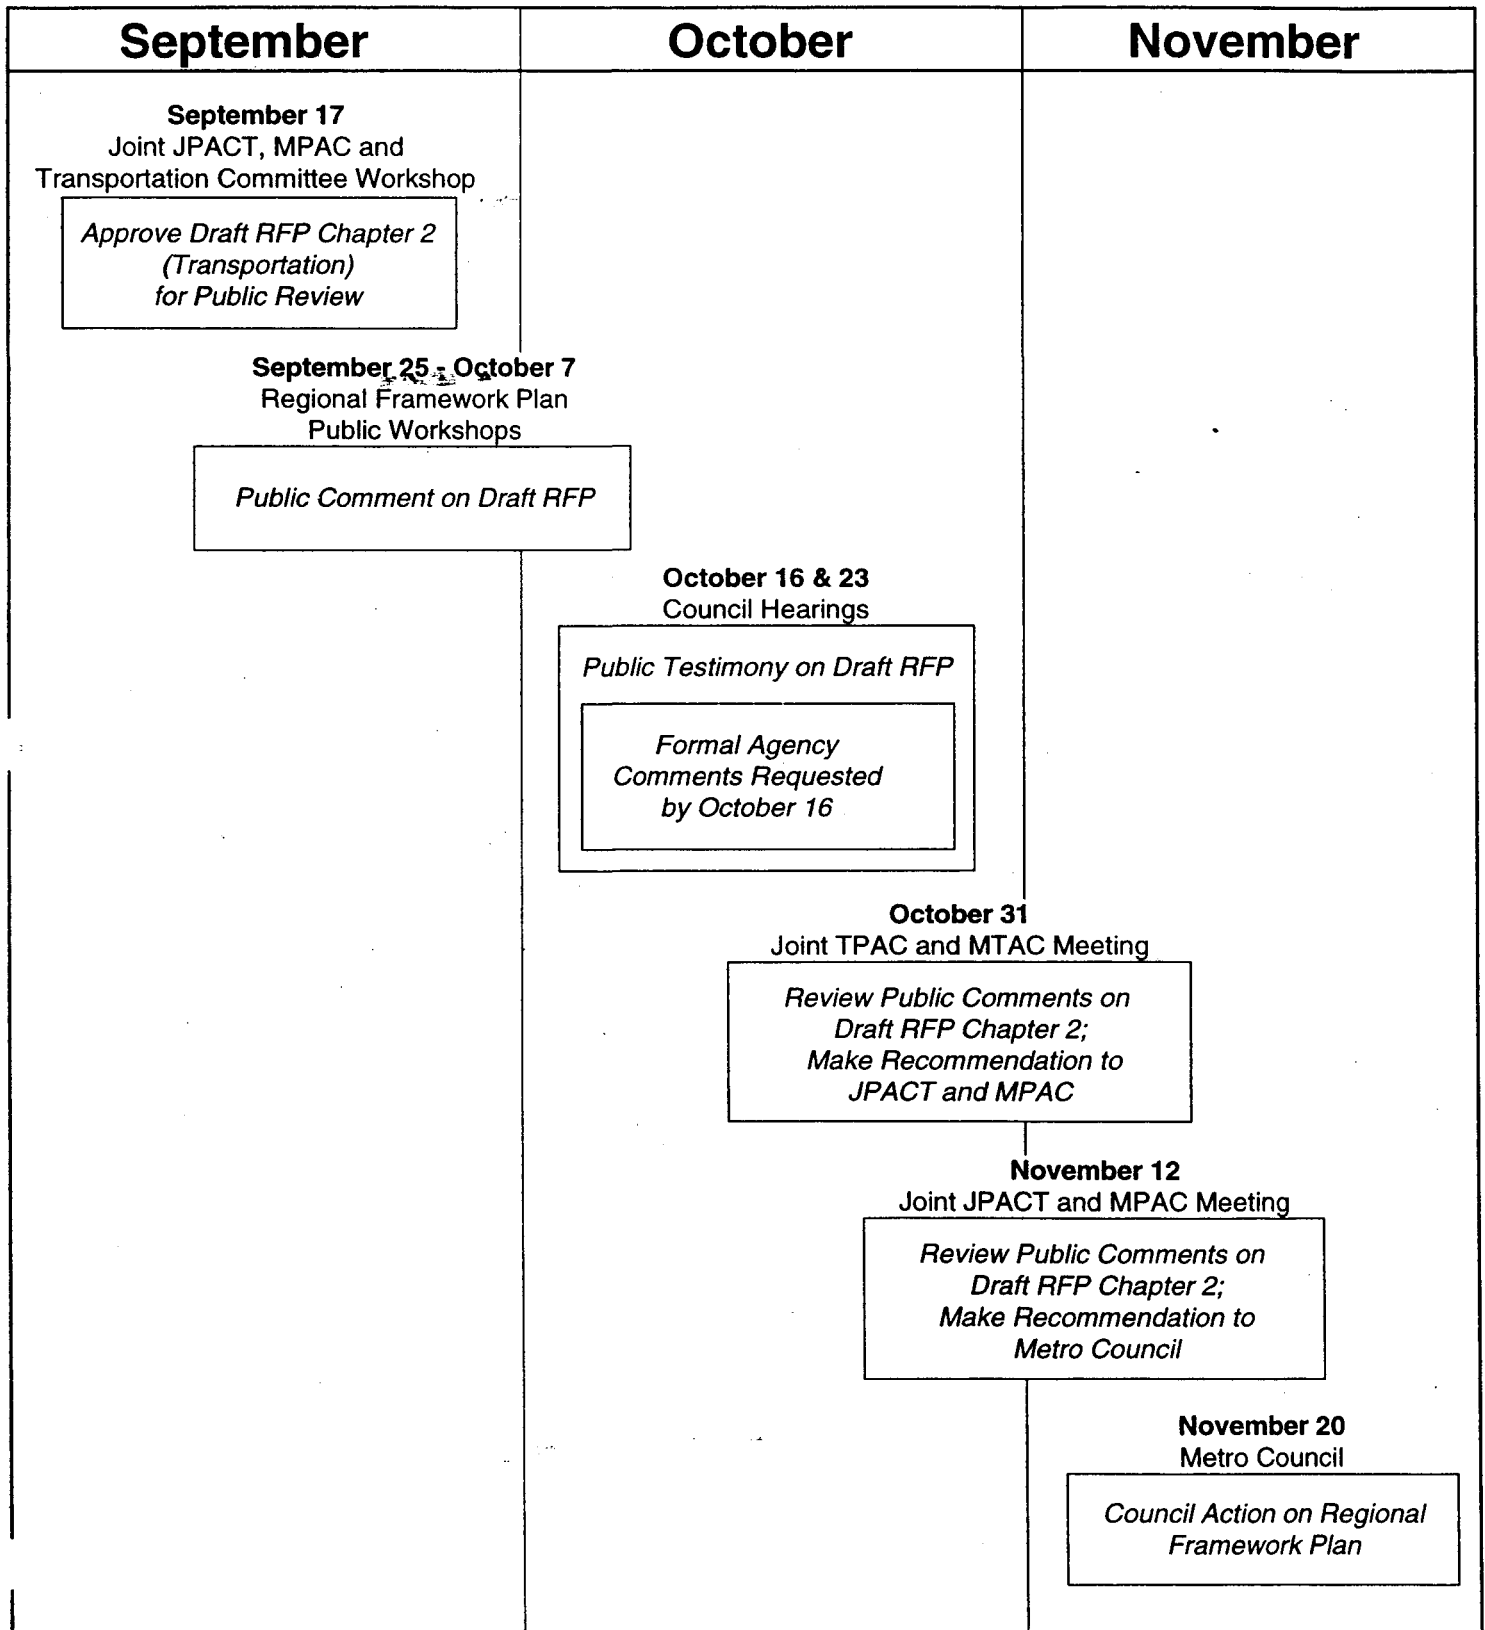 September
October
November
September 17
Joint JPACT, MPAC and
Transportation Committee Workshop
Approve Draft RFP Chapter 2
(Transportation)
for Public Review
September 25 - October 7
Regional Framework Plan
Public Workshops
Public Comment on Draft RFP
October 16 & 23
Council Hearings
Public Testimony on Draft RFP
Formal Agency
Comments Requested
by October 16
October 31
Joint TPAC and MTAC Meeting
Review Public Comments on
Draft RFP Chapter 2;
Make Recommendation to
JPACT and MPAC
November 12
Joint JPACT and MPAC Meeting
Review Public Comments on
Draft RFP Chapter 2;
Make Recommendation to
Metro Council
November 20
Metro Council
Council Action on Regional
Framework Plan